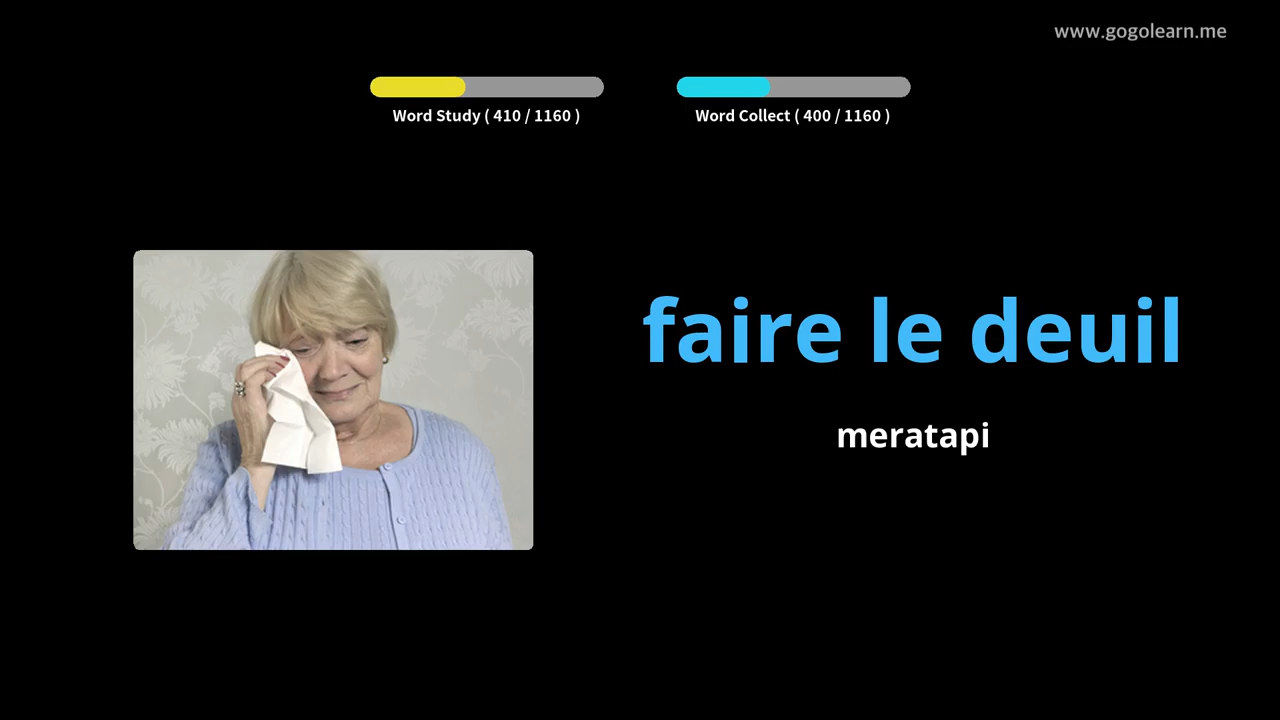 www.gogolearn.me
Word Study ( 410 / 1160 )
Word Collect ( 400 / 1160 )
faire le deuil
meratapi